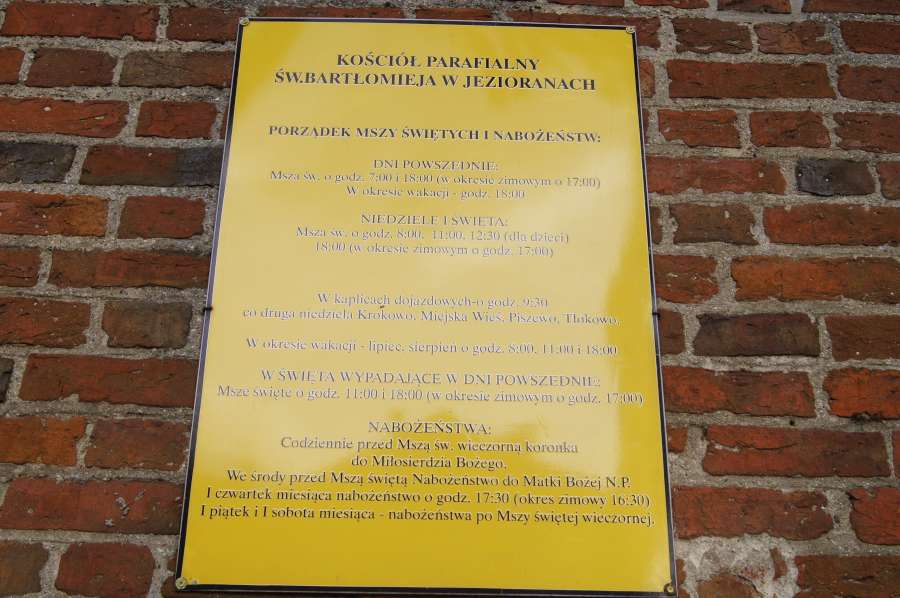 KOŚCIÓŁ PARAFIALNY
ŚW.BARTŁOMIEJA W JEZIORANACH
PORZĄDEK MSZY ŚWIĘTYCH I NABOŻEŃSTW:
DNI POWSZEDNIE:
Msza św. o godz. 7:00 i 18:00 (w okresie zimowym o 17:00)
W okresie wakacji - godz. 18:00
NIEDZIELE I ŚWIĘTA:
Msza św. o godz. 8:00, 11:00, 12:30 (dla dzieci)
18:00 (w okresie zimowym o godz. 17:00)
W kaplicach dojazdowych-o godz. 9:30
co druga niedziela Krokowo, Miejska Wieś, Piszewo, Tłokowo.
W okresie wakacji - lipiec, sierpień o godz. 8:00, 11:00 i 18:00
W ŚWIĘTA WYPADAJĄCE W DNI POWSZEDNIE:
Msze święte o godz. 11:00 i 18:00 (w okresie zimowym o godz. 17:00)
NABOŻEŃSTWA:
Codziennie przed Mszą św. wieczorną koronka
do Miłosierdzia Bożego.
We środy przed Mszą świętą Nabożeństwo do Matki Bożej N.P.
I czwartek miesiąca nabożeństwo o godz. 17:30 (okres zimowy 16:30)
I piątek i I sobota miesiąca - nabożeństwa po Mszy świętej wieczornej.